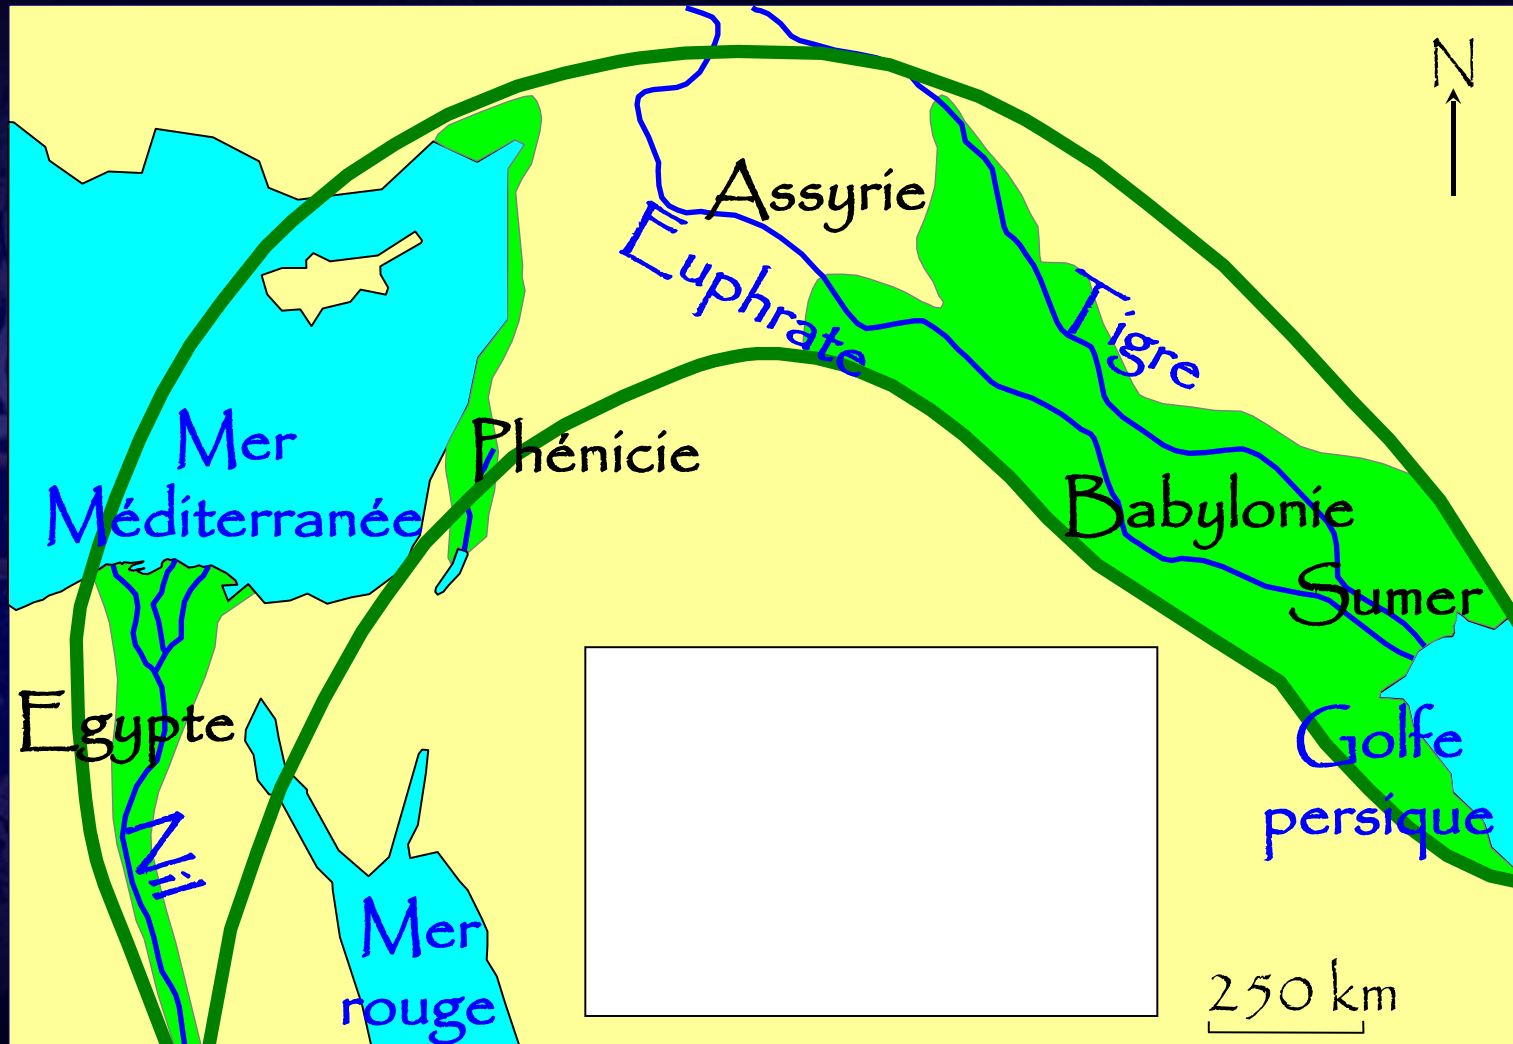 N
Assyrie
Euphrate
Tigre
Mer
Méditerranée
Phénicie
Babylonie
Sumer
Egypte
Golfe
persique
Nil
Mer
rouge
250 km